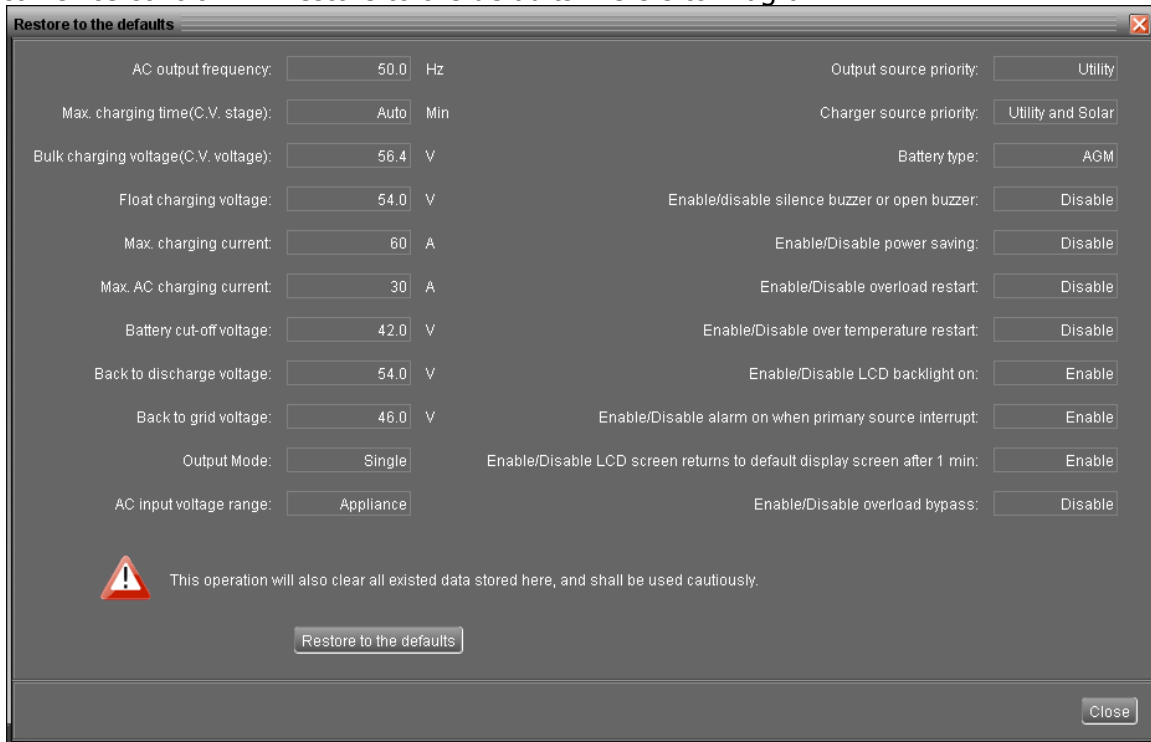 Restore to the defaults
AC output frequency: 50.0 Hz Output source priority: Utility
Max. charging time(C.V. stage): Auto Min Charger source priority: Utility and Solar
Bulk charging voltage(C.V. voltage): 56.4 V Battery type: AGM
Float charging voltage: 54.0 V Enable/disable silence buzzer or open buzzer: Disable
Max. charging current: 60 A Enable/Disable power saving: Disable
Max. AC charging current: 30 A Enable/Disable overload restart: Disable
Battery cut-off voltage: 42.0 V Enable/Disable over temperature restart: Disable
Back to discharge voltage: 54.0 V Enable/Disable LCD backlight on: Enable
Back to grid voltage: 46.0 V Enable/Disable alarm on when primary source interrupt: Enable
Output Mode: Single Enable/Disable LCD screen returns to default display screen after 1 min: Enable
AC input voltage range: Appliance Enable/Disable overload bypass: Disable
This operation will also clear all existed data stored here, and shall be used cautiously.
Restore to the defaults
Close